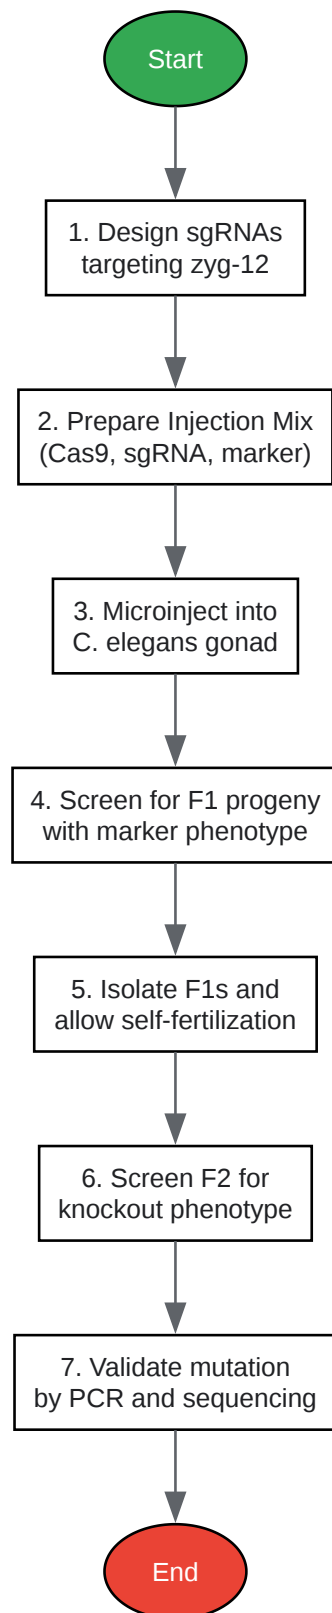 Start
1. Design sgRNAs
targeting zyg-12
2. Prepare Injection Mix
(Cas9, sgRNA, marker)
3. Microinject into
C. elegans gonad
4. Screen for F1 progeny
with marker phenotype
5. Isolate F1s and
allow self-fertilization
6. Screen F2 for
knockout phenotype
7. Validate mutation
by PCR and sequencing
End